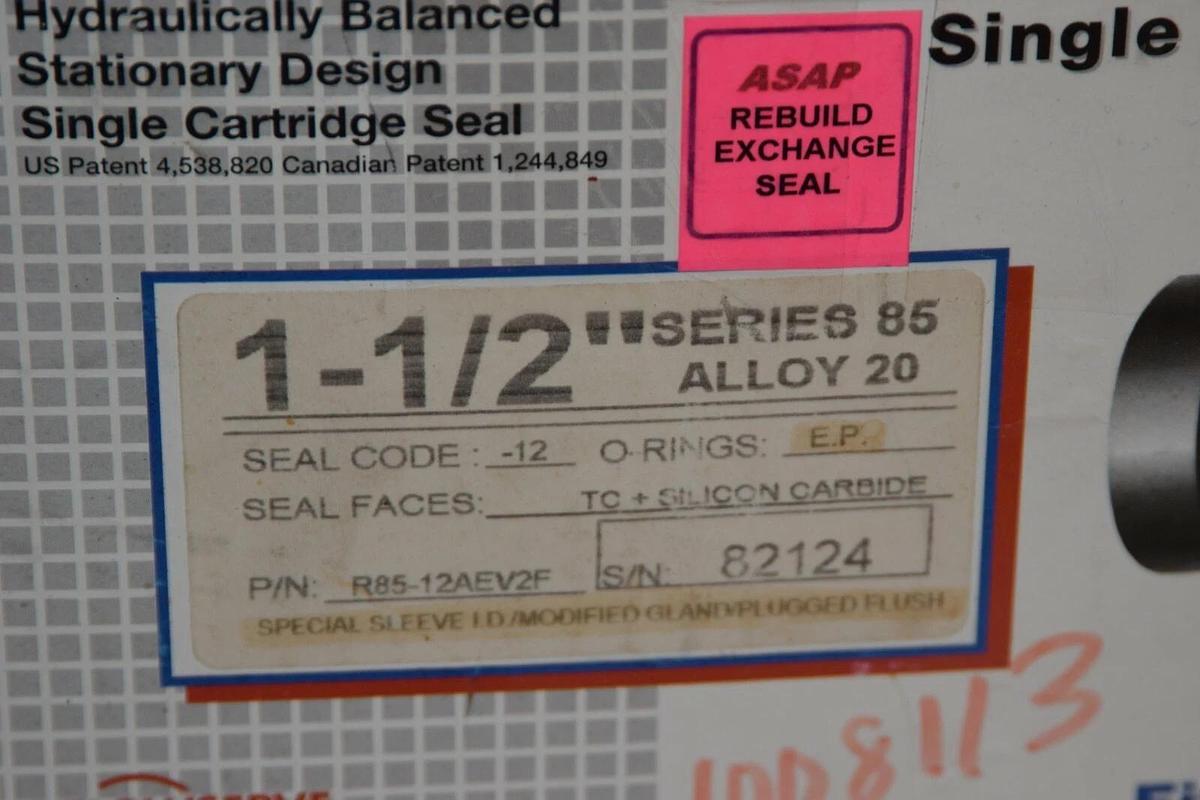 Hydraulically Balanced
Stationary Design
Single Cartridge Seal
US Patent 4,538,820 Canadian Patent 1,244,849
ASAP
REBUILD
EXCHANGE
SEAL
Single
1-1/2" SERIES 85
ALLOY 20
SEAL CODE : -12 O-RINGS: E.P.
SEAL FACES: TC + SILICON CARBIDE
P/N: R85-12AEV2F S/N: 82124
SPECIAL SLEEVE I.D./MODIFIED GLAND/PLUGGED FLUSH